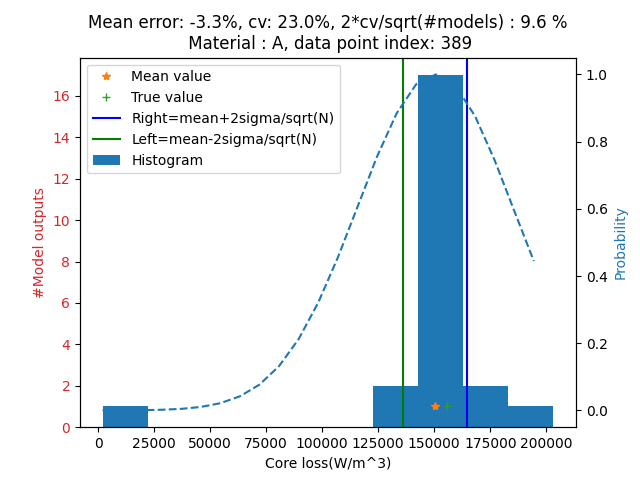 Mean error: -3.3%, cv: 23.0%, 2*cv/sqrt(#models) : 9.6 %
Material : A, data point index: 389
Mean value
True value
Right=mean+2sigma/sqrt(N)
Left=mean-2sigma/sqrt(N)
Histogram
16
14
12
10
8
6
4
2
0
#Model outputs
1.0
0.8
0.6
0.4
0.2
0.0
Probability
0 25000 50000 75000 100000 125000 150000 175000 200000
Core loss(W/m^3)